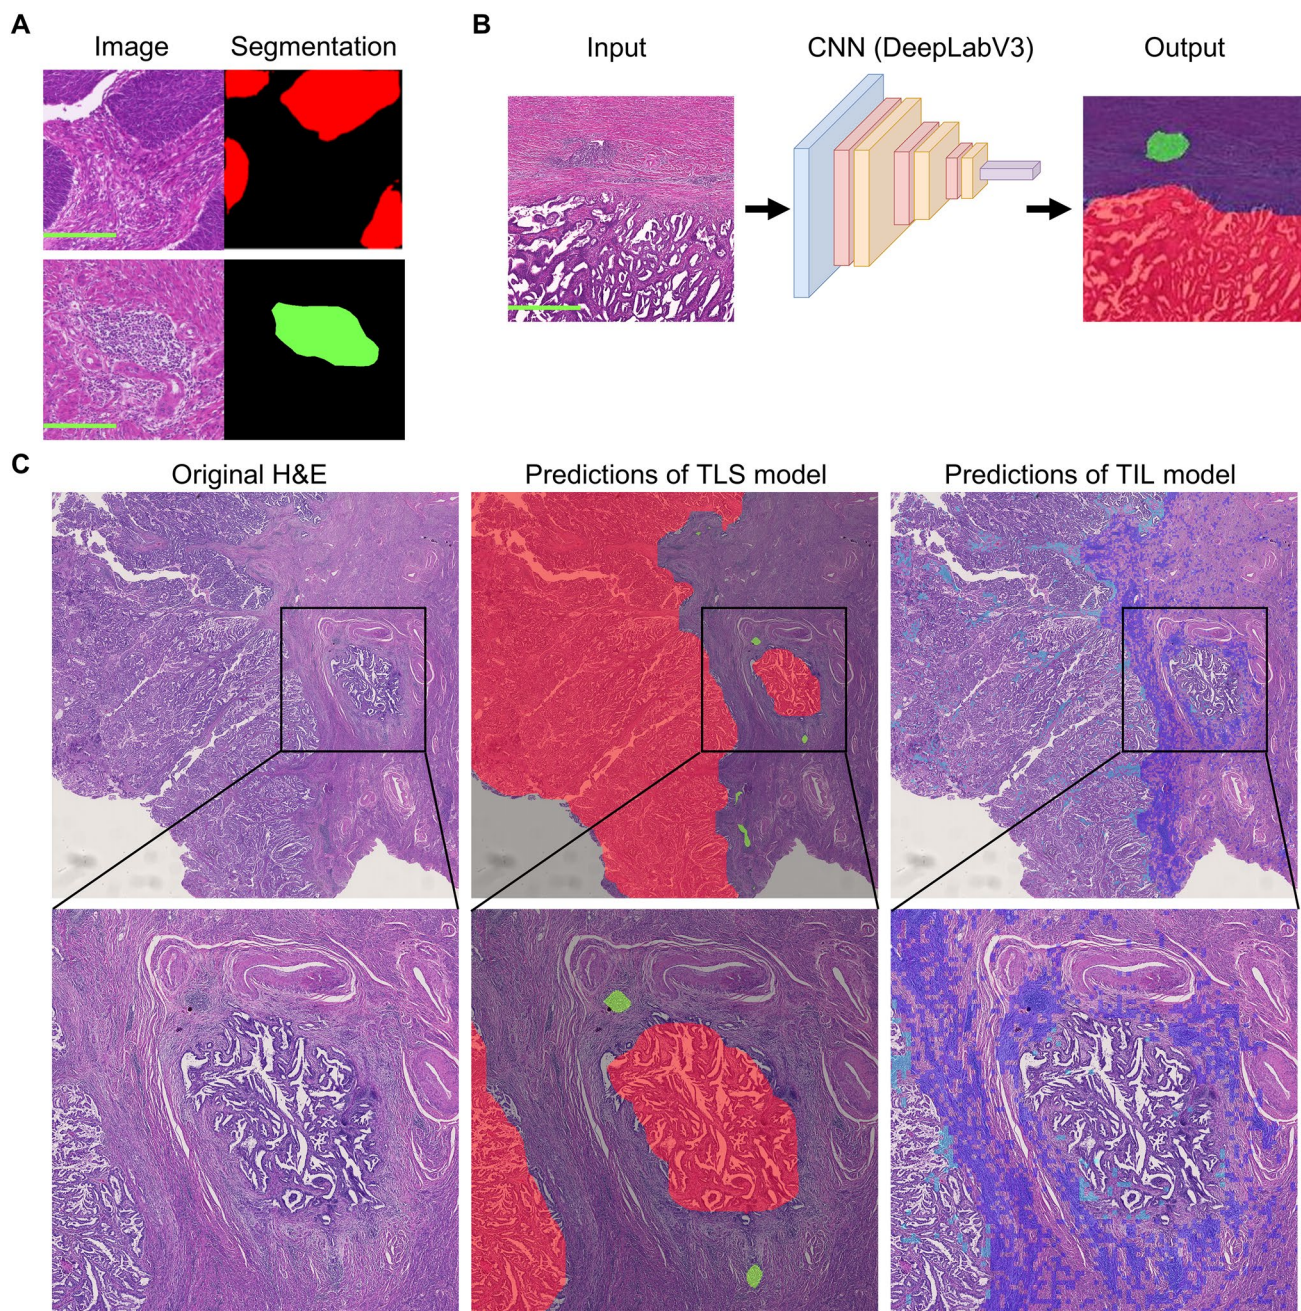 A
Image
Segmentation
B
Input
CNN (DeepLabV3)
Output
C
Original H&E
Predictions of TLS model
Predictions of TIL model